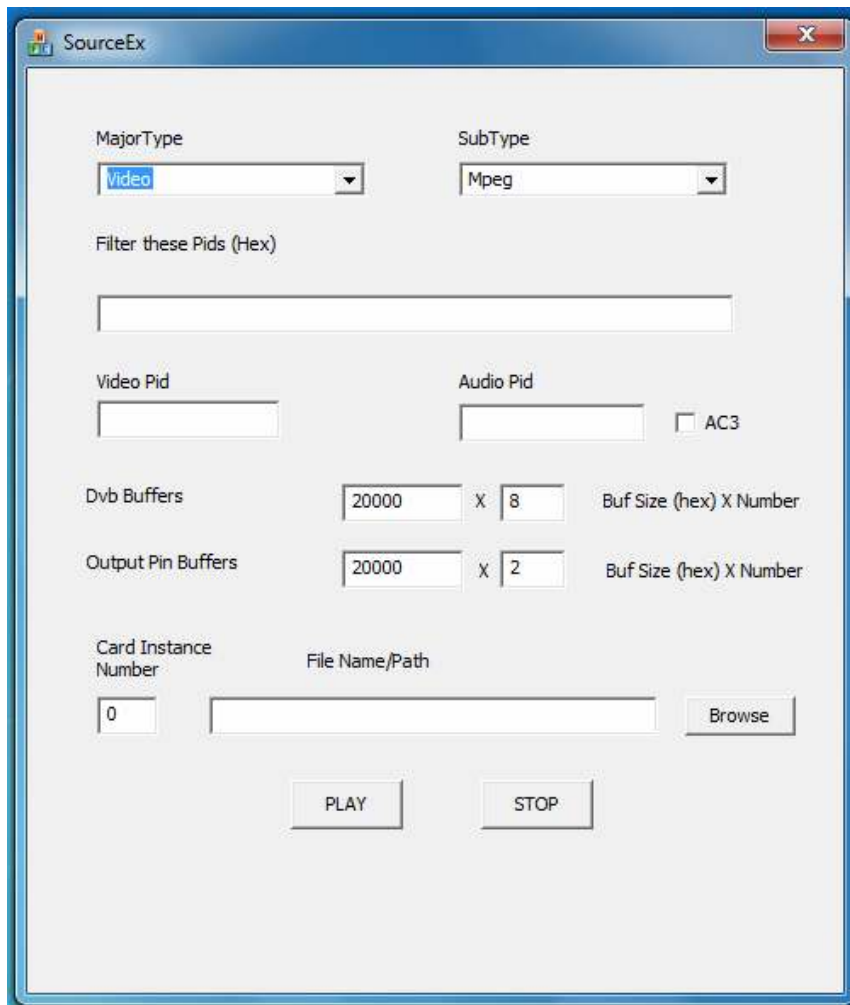 SourceEx
MajorType SubType
Video Mpeg
Filter these Pids (Hex)
Video Pid Audio Pid
AC3
Dvb Buffers 20000 X 8 Buf Size (hex) X Number
Output Pin Buffers 20000 X 2 Buf Size (hex) X Number
Card Instance
Number
File Name/Path
0 Browse
PLAY STOP